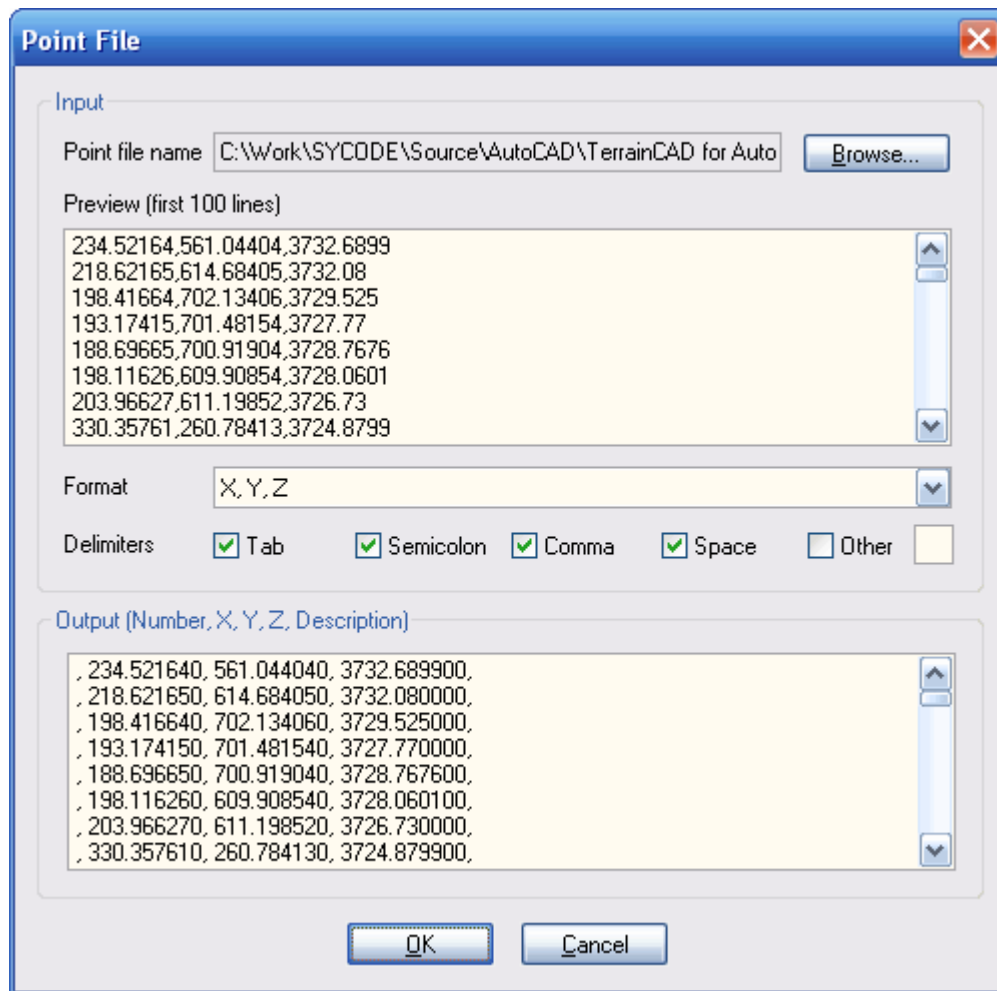 Point File
Input
Point file name C:\Work\SYCODE\Source\AutoCAD\TerrainCAD for Auto Browse...
Preview (first 100 lines)
234.52164,561.04404,3732.6899
218.62165,614.68405,3732.08
198.41664,702.13406,3729.525
193.17415,701.48154,3727.77
188.69665,700.91904,3728.7676
198.11626,609.90854,3728.0601
203.96627,611.19852,3726.73
330.35761,260.78413,3724.8799
Format X, Y, Z
Delimiters Tab Semicolon Comma Space Other
Output (Number, X, Y, Z, Description)
, 234.521640, 561.044040, 3732.689900,
, 218.621650, 614.684050, 3732.080000,
, 198.416640, 702.134060, 3729.525000,
, 193.174150, 701.481540, 3727.770000,
, 188.696650, 700.919040, 3728.767600,
, 198.116260, 609.908540, 3728.060100,
, 203.966270, 611.198520, 3726.730000,
, 330.357610, 260.784130, 3724.879900,
OK Cancel